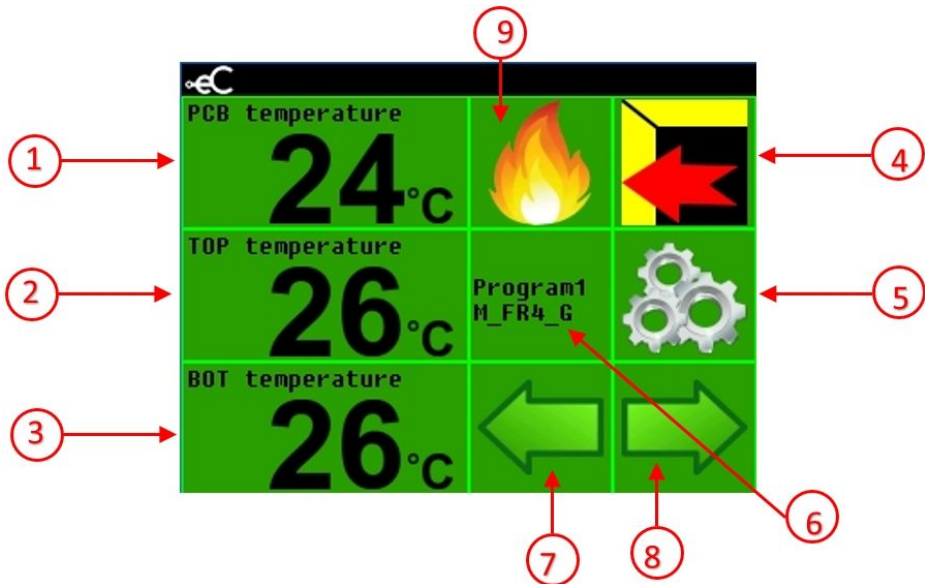 9
eC
PCB temperature
24°C
1
4
TOP temperature
26°C
2
Program1
M_FR4_G
5
BOT temperature
26°C
3
6
7
8